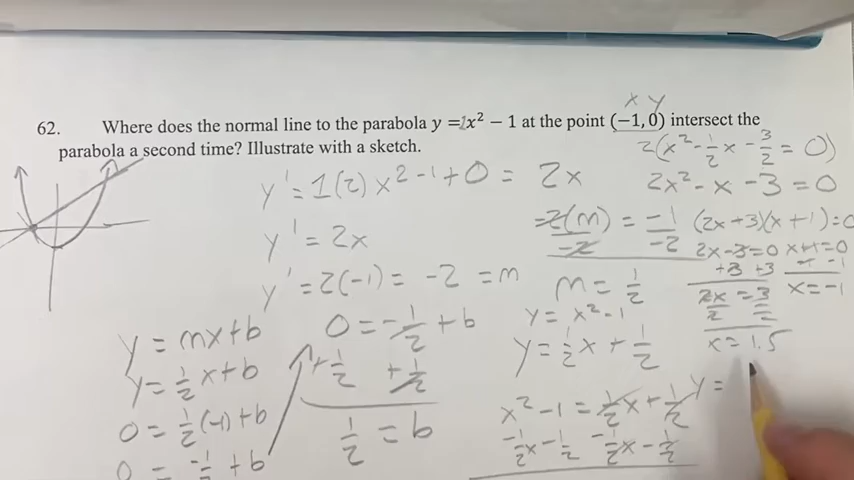 62. Where does the normal line to the parabola y = 1x² − 1 at the point (−1, 0) intersect the
parabola a second time? Illustrate with a sketch.
x y
y' = 1(2) x^(2-1) + 0 = 2x
y' = 2x
y' = 2(-1) = -2 = m
y = mx+b
y = ½x + b
0 = ½(-1) + b
0 = -½ + b
0 = -½ + b
+½ +½
½ = b
-2(m) = -1
-2 -2
m = ½
y = x² - 1
y = ½x + ½
x² - 1 = ½x + ½
-½x - ½ -½x - ½
2(x² - ½x - 3/2 = 0)
2x² - x - 3 = 0
(2x+3)(x+1) = 0
2x-3=0 x+1=0
+3 +3 - -1
2x = 3 x = -1
2 2
x = 1.5
y =